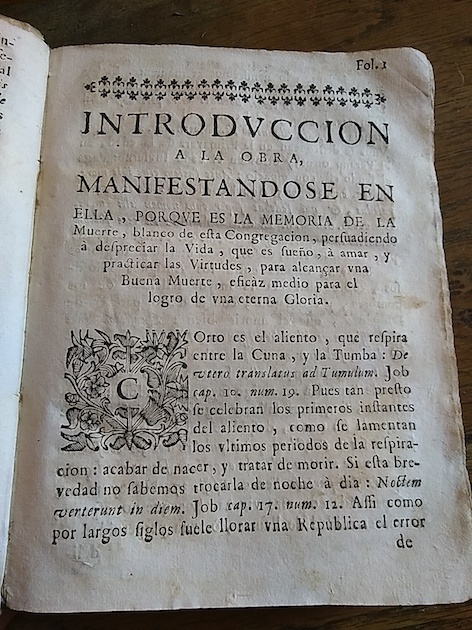 Fol. 1
INTRODVCCION
A LA OBRA,
MANIFESTANDOSE EN
ELLA, PORQVE ES LA MEMORIA DE LA
Muerte, blanco de eſta Congregacion, perſuadiendo
à deſpreciar la Vida, que es ſueño, à amar, y
practicar las Virtudes, para alcançar vna
Buena Muerte, eficàz medio para el
logro de vna eterna Gloria.
COrto es el aliento, que reſpira
entre la Cuna, y la Tumba: De
vtero translatus ad Tumulum. Job
cap. 10. num. 19. Pues tan preſto
ſe celebran los primeros inſtantes
del aliento, como ſe lamentan
los vltimos periodos de la reſpira-
cion: acabar de nacer, y tratar de morir. Si eſta bre-
vedad no ſabemos trocarla de noche à dia: Noctem
verterunt in diem. Job cap. 17. num. 12. Aſſi como
por largos ſiglos ſuele llorar vna Republica el error
de